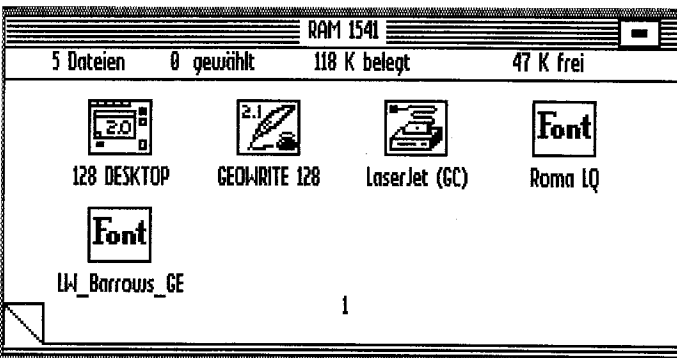 RAM 1541
5 Dateien 0 gewählt 118 K belegt 47 K frei
2.0 2.1 Font
128 DESKTOP GEOWRITE 128 LaserJet (GC) Roma LQ
Font
LW_Barrows_GE
1